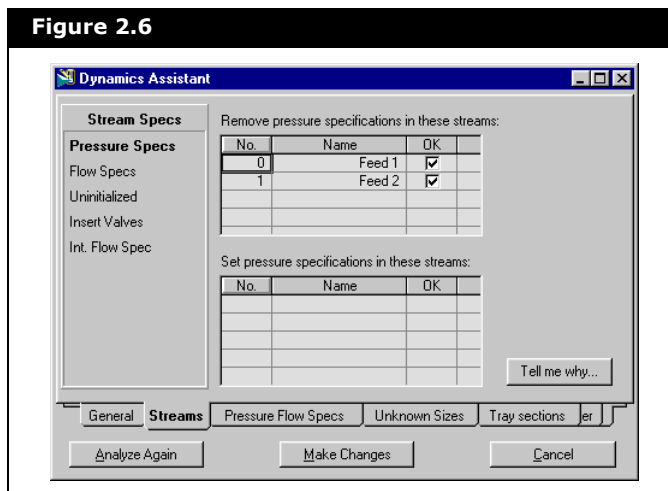 Figure 2.6
Dynamics Assistant
Stream Specs
Pressure Specs
Flow Specs
Uninitialized
Insert Valves
Int. Flow Spec
Remove pressure specifications in these streams:
No. Name OK
0 Feed 1
1 Feed 2
Set pressure specifications in these streams:
No. Name OK
Tell me why...
General Streams Pressure Flow Specs Unknown Sizes Tray sections er
Analyze Again Make Changes Cancel